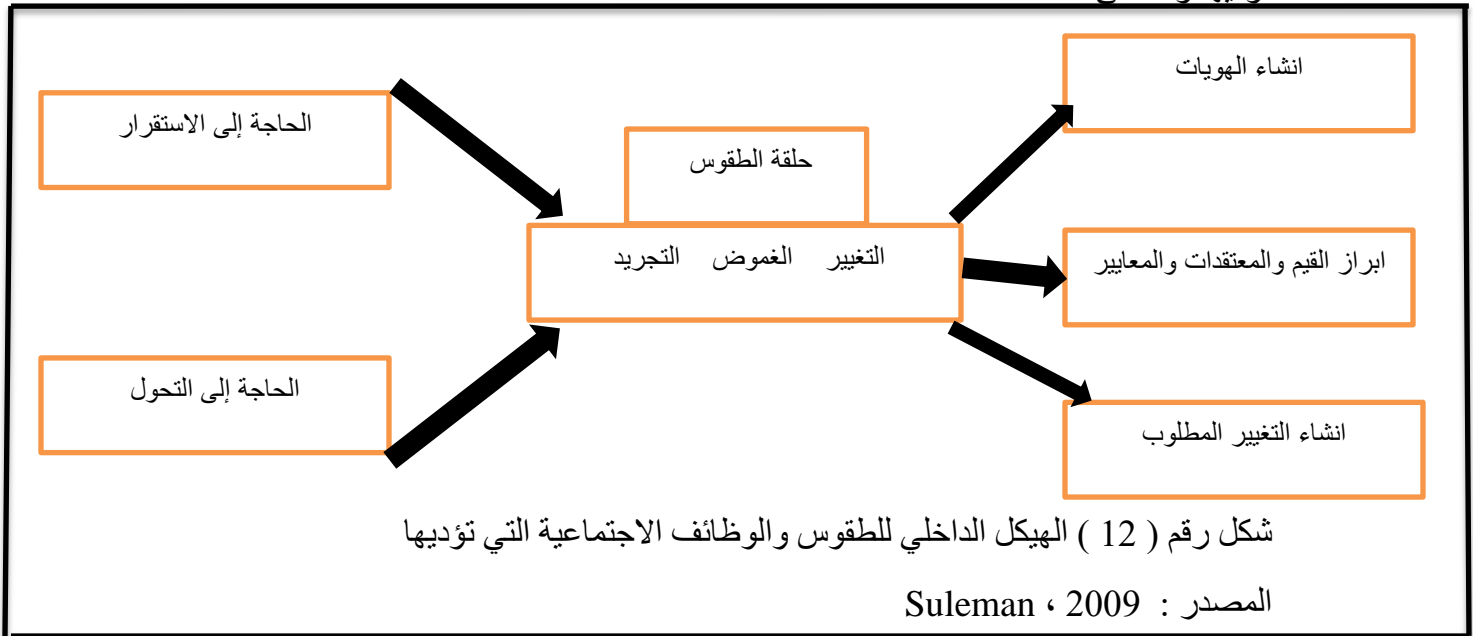 انشاء الهويات
الحاجة إلى الاستقرار
حلقة الطقوس
التغيير الغموض التجريد
ابراز القيم والمعتقدات والمعايير
الحاجة إلى التحول
انشاء التغيير المطلوب
شكل رقم ( 12 ) الهيكل الداخلي للطقوس والوظائف الاجتماعية التي تؤديها
المصدر : Suleman ، 2009